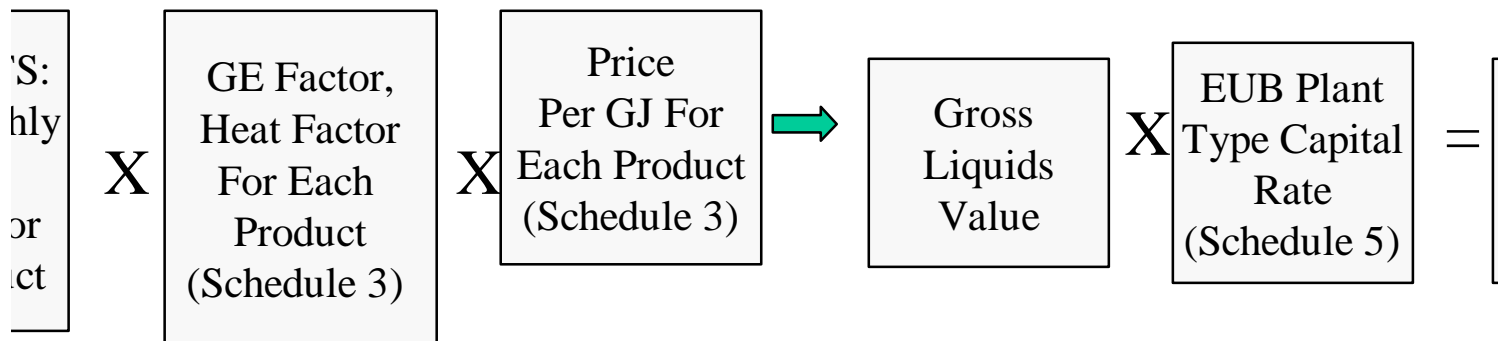 GE Factor,
Heat Factor
For Each
Product
(Schedule 3)
X
Price
Per GJ For
Each Product
(Schedule 3)
Gross
Liquids
Value
X
EUB Plant
Type Capital
Rate
(Schedule 5)
=
X